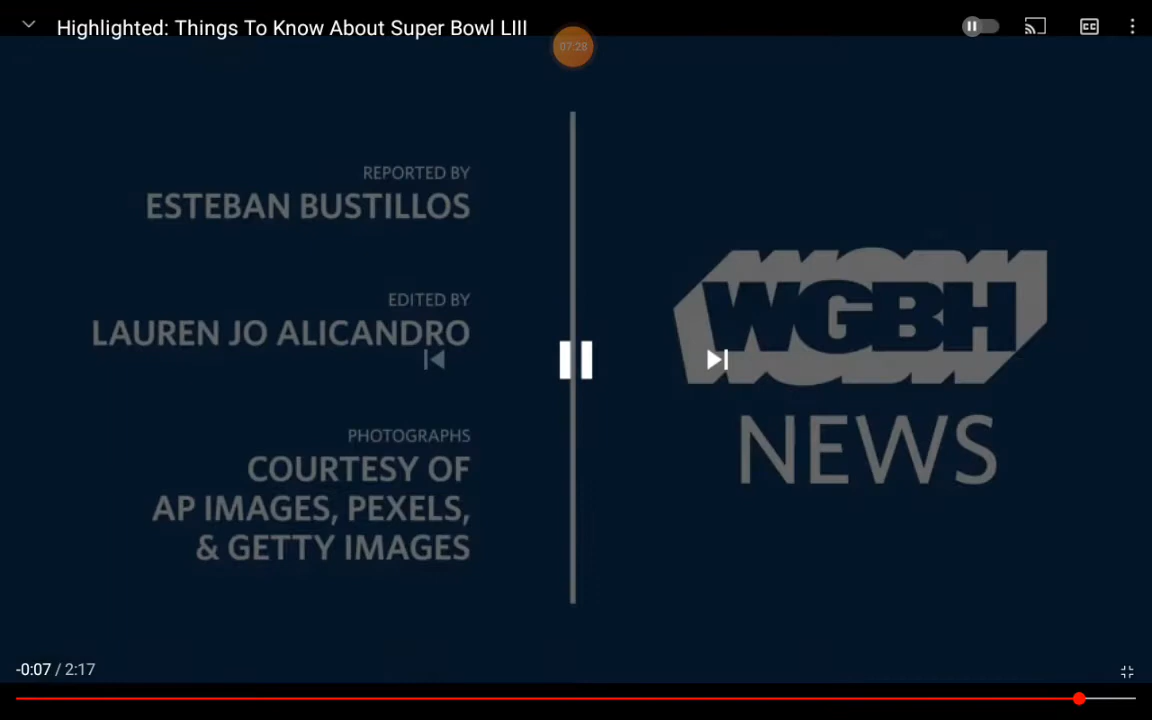 Highlighted: Things To Know About Super Bowl LIII
07:28
CC
REPORTED BY
ESTEBAN BUSTILLOS
EDITED BY
LAUREN JO ALICANDRO
PHOTOGRAPHS
COURTESY OF
AP IMAGES, PEXELS,
& GETTY IMAGES
WGBH
NEWS
-0:07 / 2:17